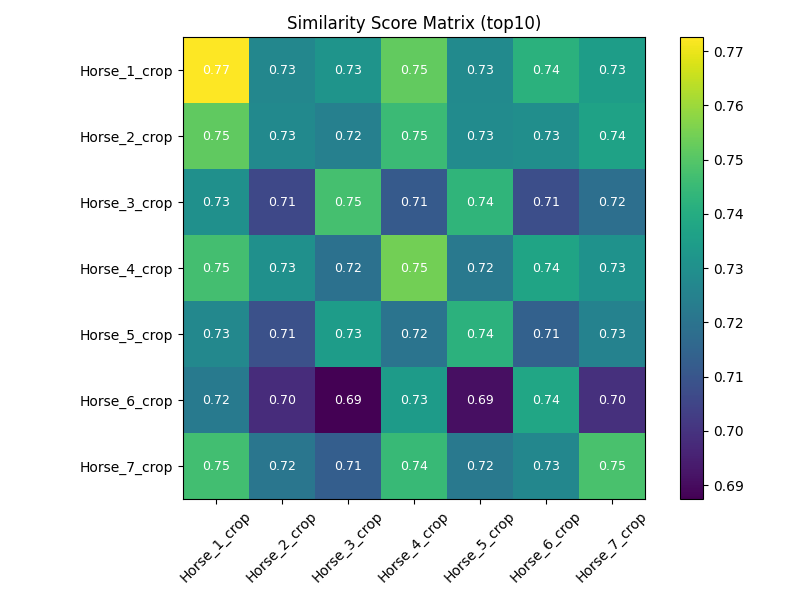 Similarity Score Matrix (top10)
Horse_1_crop 0.77 0.73 0.73 0.75 0.73 0.74 0.73
Horse_2_crop 0.75 0.73 0.72 0.75 0.73 0.73 0.74
Horse_3_crop 0.73 0.71 0.75 0.71 0.74 0.71 0.72
Horse_4_crop 0.75 0.73 0.72 0.75 0.72 0.74 0.73
Horse_5_crop 0.73 0.71 0.73 0.72 0.74 0.71 0.73
Horse_6_crop 0.72 0.70 0.69 0.73 0.69 0.74 0.70
Horse_7_crop 0.75 0.72 0.71 0.74 0.72 0.73 0.75
Horse_1_crop Horse_2_crop Horse_3_crop Horse_4_crop Horse_5_crop Horse_6_crop Horse_7_crop
0.77
0.76
0.75
0.74
0.73
0.72
0.71
0.70
0.69